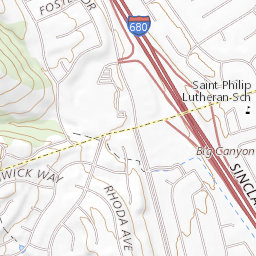 FOSTER DR
680
Saint Philip
Lutheran Sch
Big Canyon
WICK WAY
RHODA AVE
SINCLA